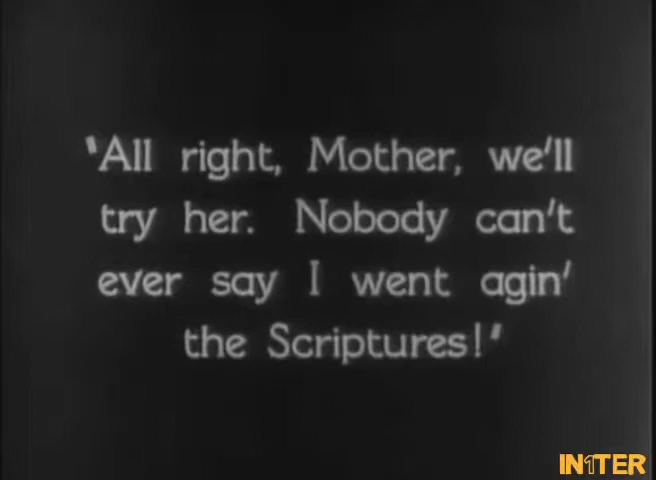 "All right, Mother, we'll
try her. Nobody can't
ever say I went agin'
the Scriptures!"
IN1TER